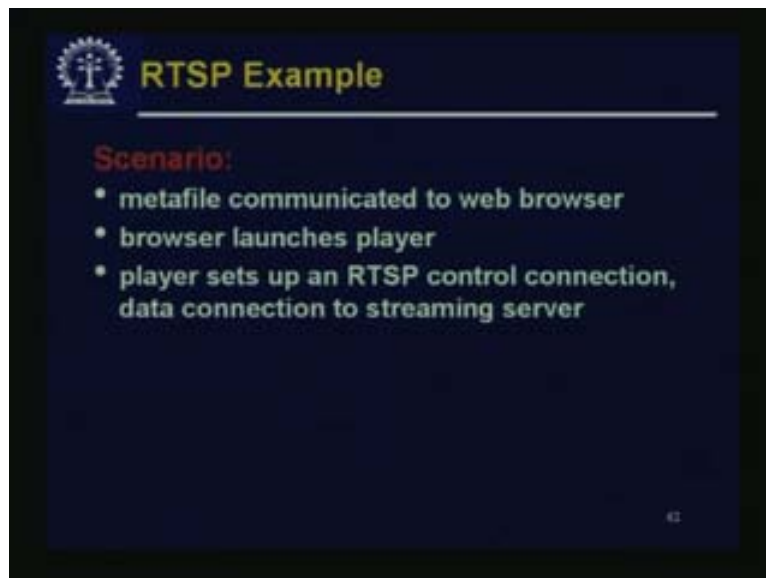 RTSP Example
Scenario:
• metafile communicated to web browser
• browser launches player
• player sets up an RTSP control connection,
data connection to streaming server